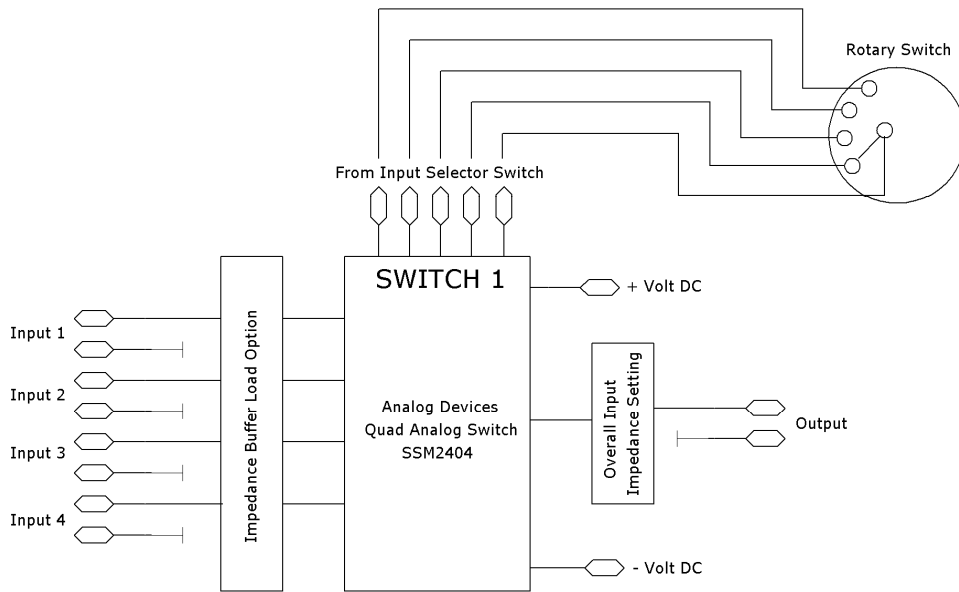 Rotary Switch
From Input Selector Switch
SWITCH 1
+ Volt DC
Input 1
Input 2
Input 3
Input 4
Impedance Buffer Load Option
Analog Devices
Quad Analog Switch
SSM2404
Overall Input
Impedance Setting
Output
- Volt DC